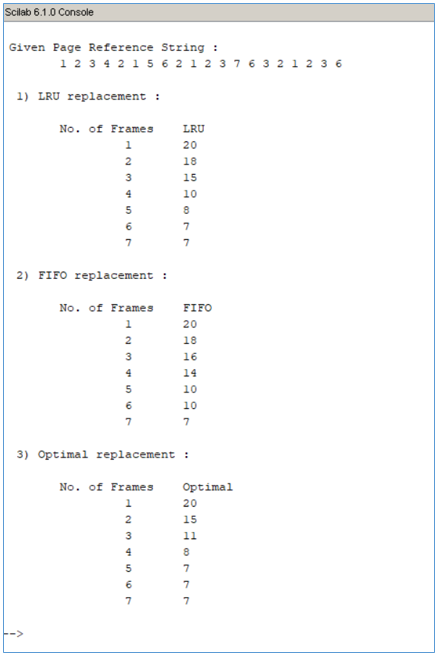 Scilab 6.1.0 Console
Given Page Reference String :
1 2 3 4 2 1 5 6 2 1 2 3 7 6 3 2 1 2 3 6
1) LRU replacement :
No. of Frames LRU
1 20
2 18
3 15
4 10
5 8
6 7
7 7
2) FIFO replacement :
No. of Frames FIFO
1 20
2 18
3 16
4 14
5 10
6 10
7 7
3) Optimal replacement :
No. of Frames Optimal
1 20
2 15
3 11
4 8
5 7
6 7
7 7
-->